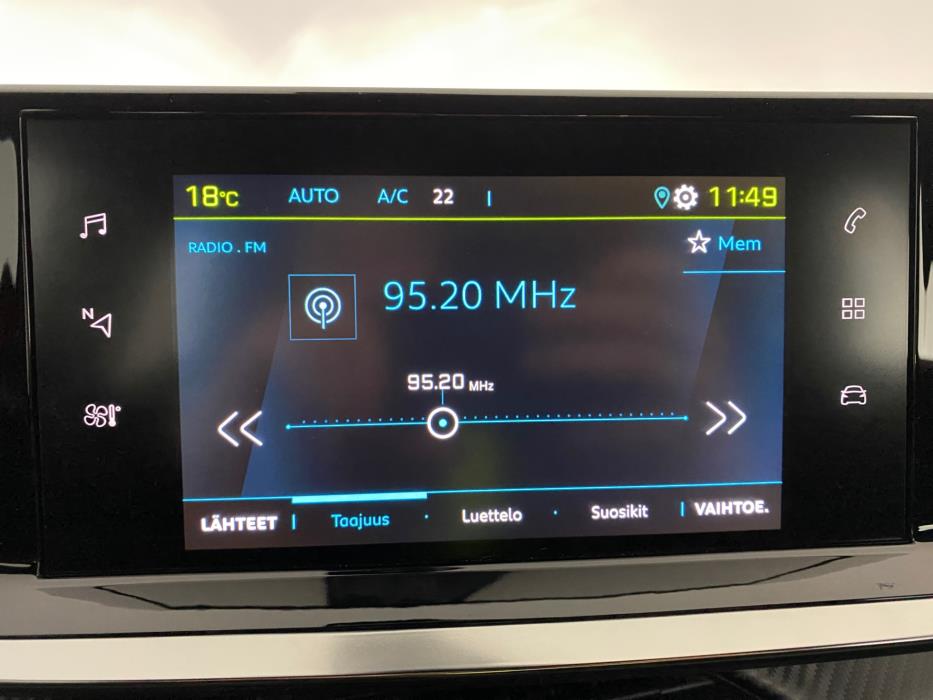 18°C AUTO A/C 22 11:49
RADIO . FM
Mem
95.20 MHz
N
95.20 MHz
LÄHTEET Taajuus Luettelo Suosikit VAIHTOE.